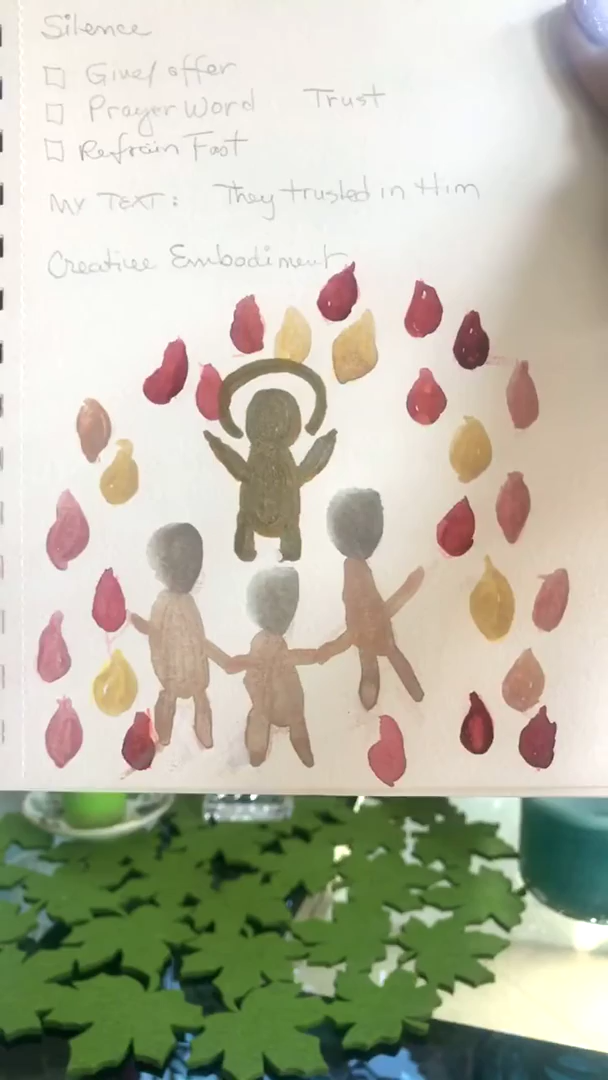 Silence
Give/offer
Prayer Word Trust
Refrain Fast
MY TEXT: They trusted in Him
Creative Embodiment